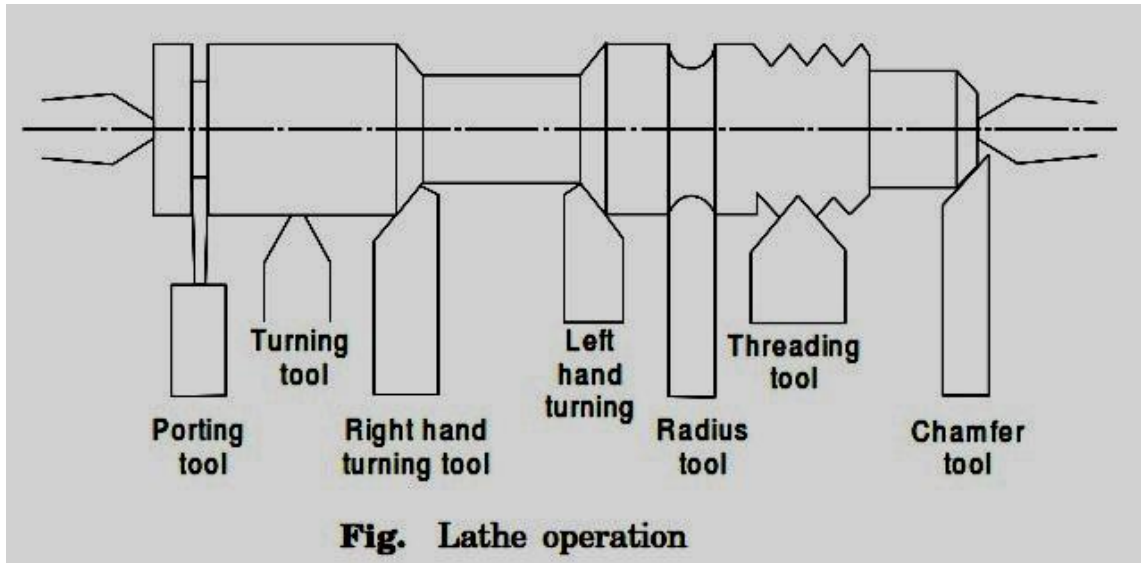 Porting
tool
Turning
tool
Right hand
turning tool
Left
hand
turning
Radius
tool
Threading
tool
Chamfer
tool
Fig. Lathe operation